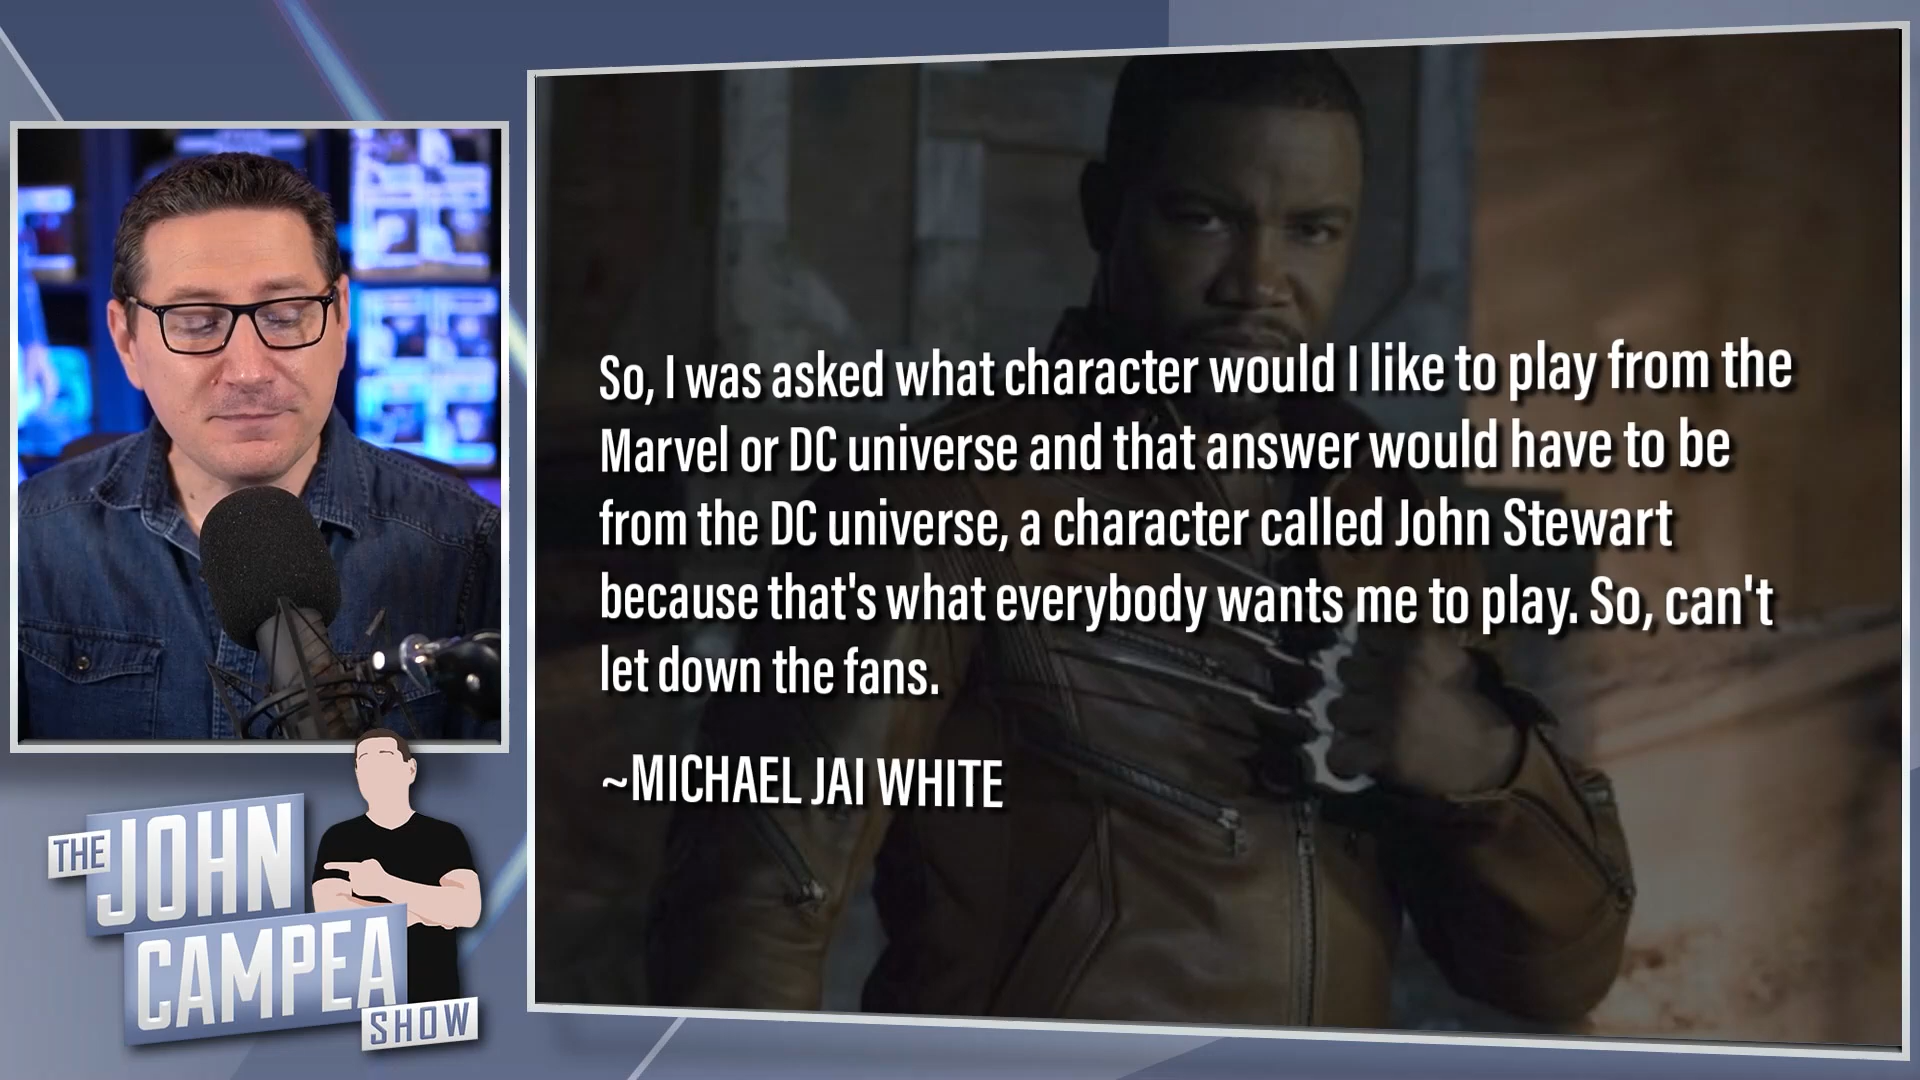 So, I was asked what character would I like to play from the
Marvel or DC universe and that answer would have to be
from the DC universe, a character called John Stewart
because that's what everybody wants me to play. So, can't
let down the fans.
~MICHAEL JAI WHITE
THE
JOHN
CAMPEA
SHOW